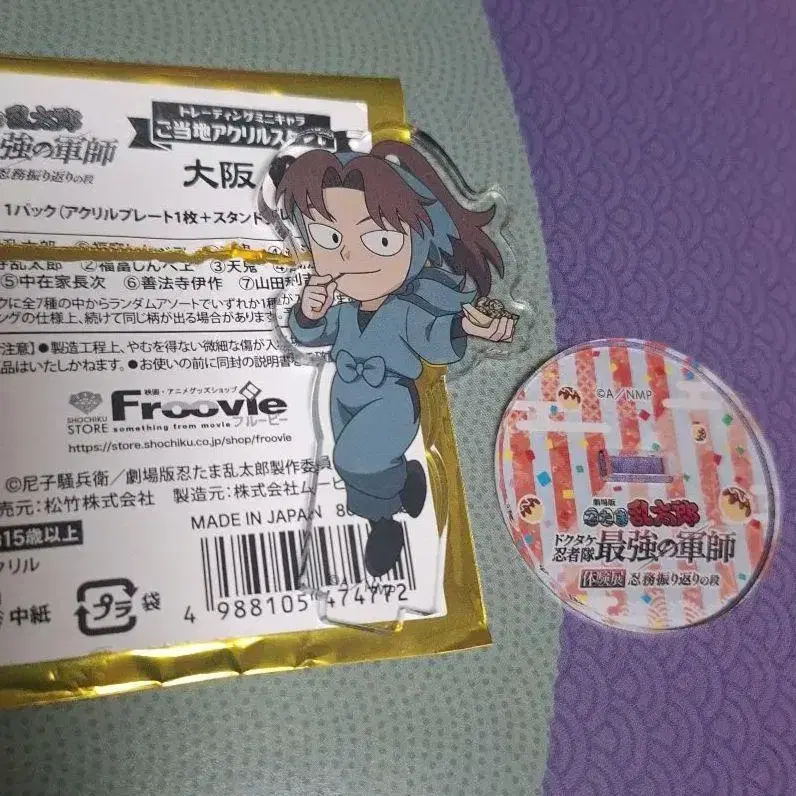 乱太郎
強の軍師
忍務振り返りの段
トレーディングミニキャラ
ご当地アクリルスタンド
大阪
1パック(アクリルプレート1枚+スタンド
乱太郎 ②福富しんべヱ ③天鬼
⑤中在家長次 ⑥善法寺伊作 ⑦山田利吉
クに全7種の中からランダムアソートでいずれか1種が入
ングの仕様上、続けて同じ柄が出る場合があります。
注意】●製造工程上、やむを得ない微細な傷が入
品はいたしかねます。●お使いの前に同封の説明書を
SHOCHIKU
STORE
映画・アニメグッズショップ
Froovie
フルービー
something from movie
https://store.shochiku.co.jp/shop/froovie
©尼子騒兵衛/劇場版忍たま乱太郎製作委員
売元:松竹株式会社 製造元:株式会社ムービ
MADE IN JAPAN
15歳以上
クリル
中紙
プラ
袋
4 988105 474772
©A/NMP
劇場版
忍たま乱太郎
ドクタケ
忍者隊
最強の軍師
体験展 忍務振り返りの段